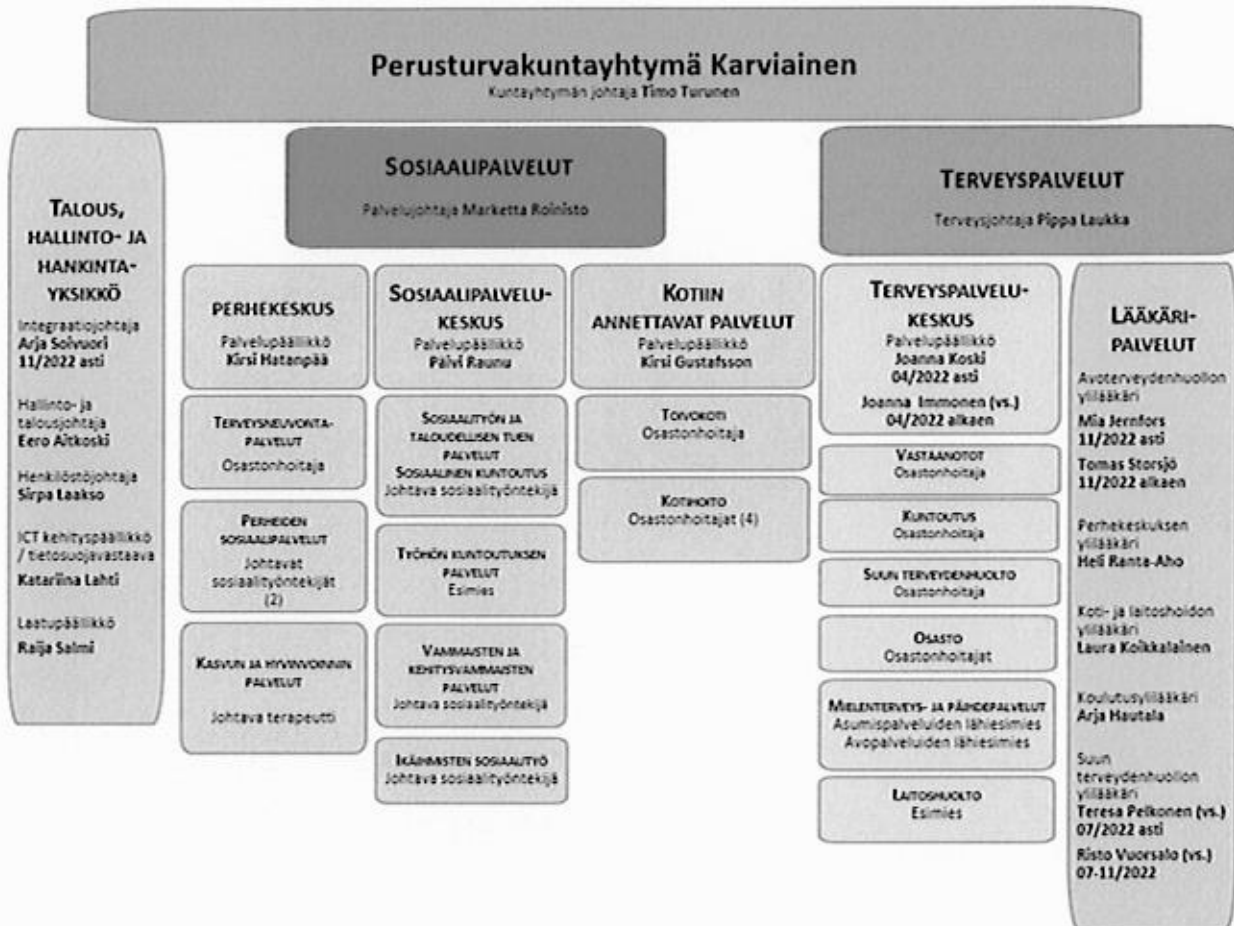 Perusturvakuntayhtymä Karviainen
Kuntayhtymän johtaja Timo Turunen
TALOUS,
HALLINTO- JA
HANKINTA-
YKSIKKÖ
Integraatiojohtaja
Arja Soivuori
11/2022 asti
Hallinto- ja
talousjohtaja
Eero Aitkoski
Henkilöstöjohtaja
Sirpa Laakso
ICT kehityspäällikkö
/ tietosuojavastaava
Katariina Lahti
Laatupäällikkö
Raija Salmi
SOSIAALIPALVELUT
Palvelujohtaja Marketta Roinisto
PERHEKESKUS
Palvelupäällikkö
Kirsi Hatanpää
TERVEYSNEUVONTA-
PALVELUT
Osastonhoitaja
PERHEIDEN
SOSIAALIPALVELUT
Johtavat
sosiaalityöntekijät
(2)
KASVUN JA HYVINVOINNIN
PALVELUT
Johtava terapeutti
SOSIAALIPALVELU-
KESKUS
Palvelupäällikkö
Päivi Raunu
SOSIAALITYÖN JA
TALOUDELLISEN TUEN
PALVELUT
SOSIAALINEN KUNTOUTUS
Johtava sosiaalityöntekijä
TYÖHÖN KUNTOUTUKSEN
PALVELUT
Esimies
VAMMAISTEN JA
KEHITYSVAMMAISTEN
PALVELUT
Johtava sosiaalityöntekijä
IKÄIHMISTEN SOSIAALITYÖ
Johtava sosiaalityöntekijä
KOTIIN
ANNETTAVAT PALVELUT
Palvelupäällikkö
Kirsi Gustafsson
TOIVOKOTI
Osastonhoitaja
KOTIHOITO
Osastonhoitajat (4)
TERVEYSPALVELUT
Terveysjohtaja Pippa Laukka
TERVEYSPALVELU-
KESKUS
Palvelupäällikkö
Joanna Koski
04/2022 asti
Joanna Immonen (vs.)
04/2022 alkaen
VASTAANOTOT
Osastonhoitaja
KUNTOUTUS
Osastonhoitaja
SUUN TERVEYDENHUOLTO
Osastonhoitaja
OSASTO
Osastonhoitajat
MIELENTERVEYS- JA PÄIHDEPALVELUT
Asumispalveluiden lähiesimies
Avopalveluiden lähiesimies
LAITOSHUOLTO
Esimies
LÄÄKÄRI-
PALVELUT
Avoterveydenhuollon
ylilääkäri
Mia Jernfors
11/2022 asti
Tomas Storsjö
11/2022 alkaen
Perhekeskuksen
ylilääkäri
Heli Ranta-Aho
Koti- ja laitoshoidon
ylilääkäri
Laura Koikkalainen
Koulutusylilääkäri
Arja Hautala
Suun
terveydenhuollon
ylilääkäri
Teresa Pelkonen (vs.)
07/2022 asti
Risto Vuorsalo (vs.)
07-11/2022